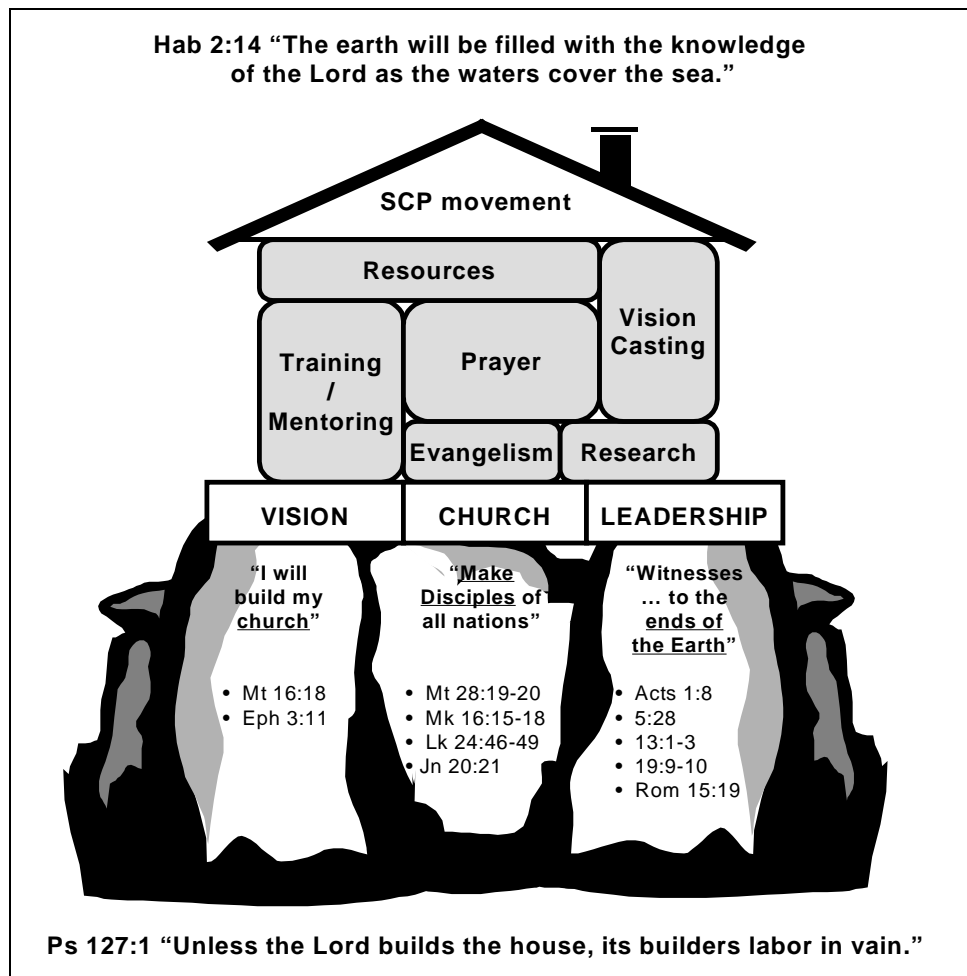 Hab 2:14 “The earth will be filled with the knowledge
of the Lord as the waters cover the sea.”
SCP movement
Resources
Vision
Casting
Training
/
Mentoring
Prayer
Evangelism
Research
VISION
CHURCH
LEADERSHIP
“I will
build my
church”
• Mt 16:18
• Eph 3:11
“Make
Disciples of
all nations”
• Mt 28:19-20
• Mk 16:15-18
• Lk 24:46-49
• Jn 20:21
“Witnesses
… to the
ends of
the Earth”
• Acts 1:8
• 5:28
• 13:1-3
• 19:9-10
• Rom 15:19
Ps 127:1 “Unless the Lord builds the house, its builders labor in vain.”